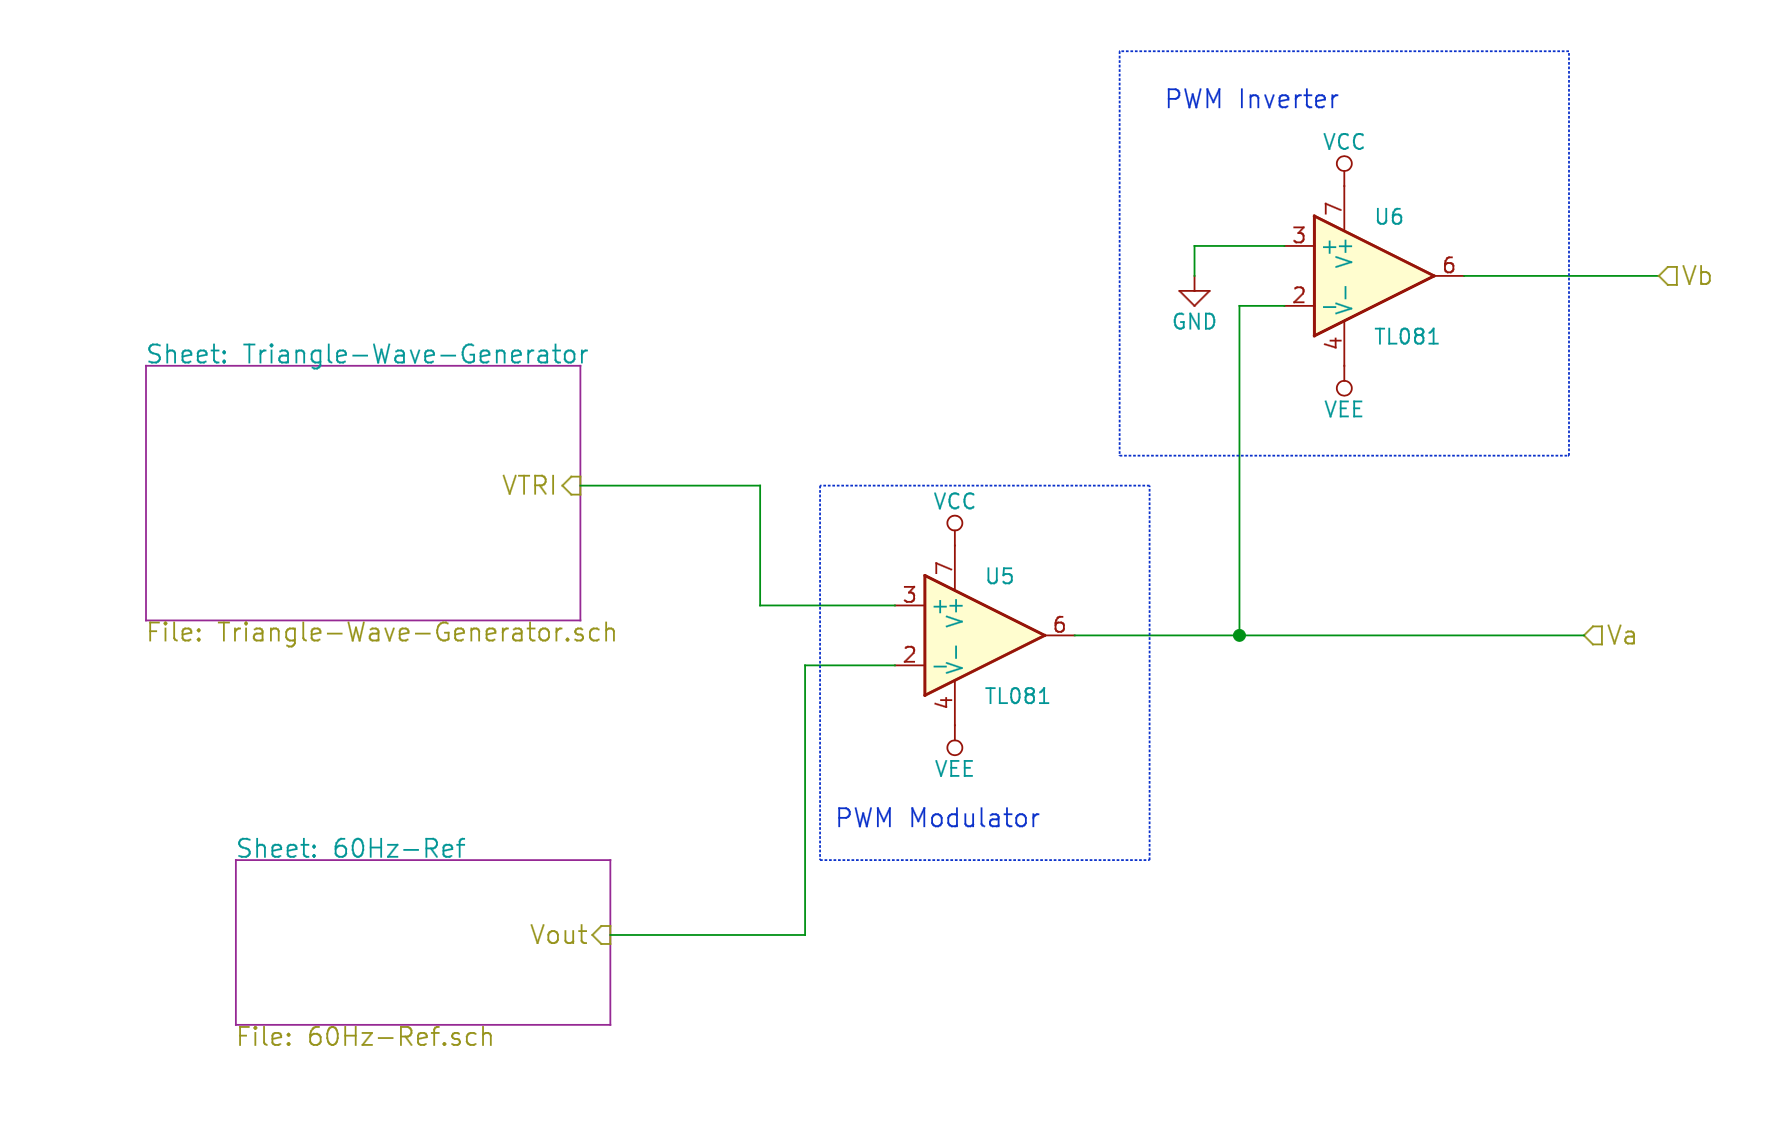 PWM Inverter
VCC
7
U6
3
+
V+
6
Vb
2
−
V-
GND
4
TL081
VEE
Sheet: Triangle-Wave-Generator
VTRI
File: Triangle-Wave-Generator.sch
VCC
7
U5
3
+
V+
6
Va
2
−
V-
4
TL081
VEE
PWM Modulator
Sheet: 60Hz-Ref
Vout
File: 60Hz-Ref.sch